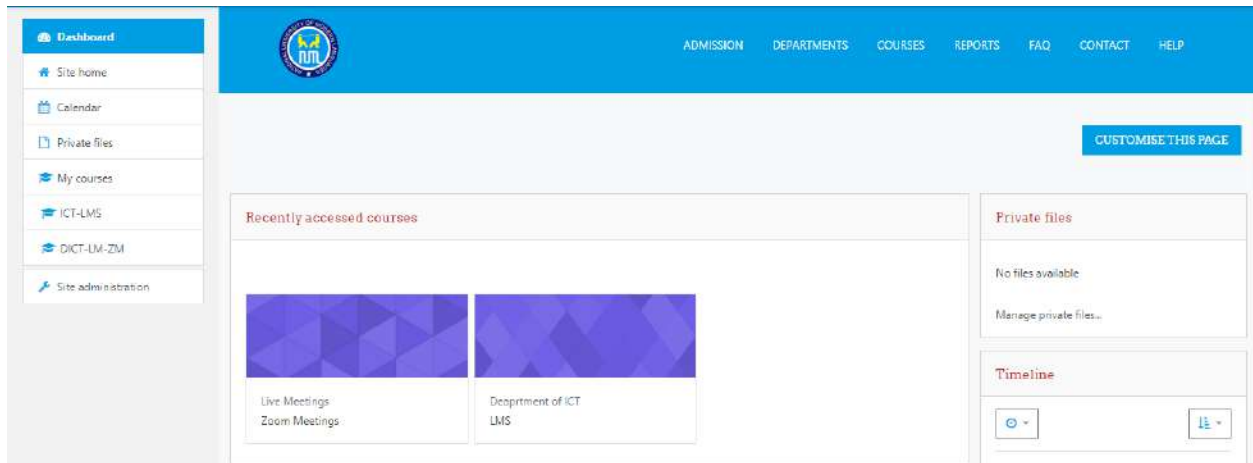 Dashboard
Site home
Calendar
Private files
My courses
ICT-LMS
DICT-LM-ZM
Site administration
NUML
ADMISSION DEPARTMENTS COURSES REPORTS FAQ CONTACT HELP
CUSTOMISE THIS PAGE
Recently accessed courses
Live Meetings
Zoom Meetings
Deaprtment of ICT
LMS
Private files
No files available
Manage private files...
Timeline